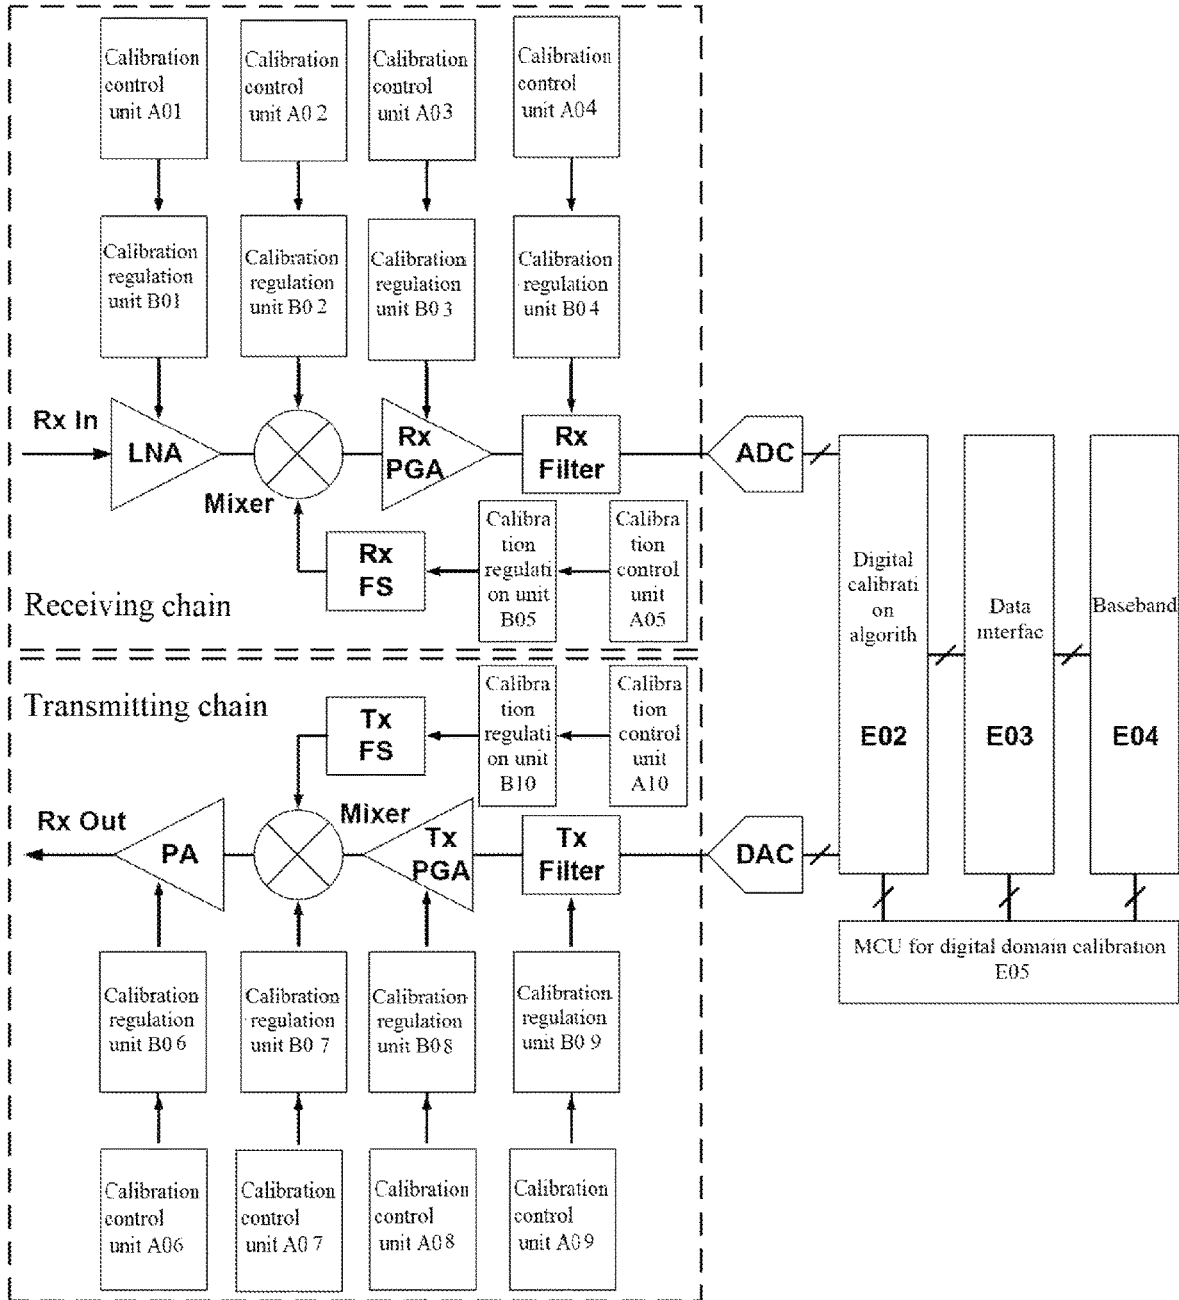 Calibration
control
unit A01
Calibration
control
unit A0 2
Calibration
control
unit A03
Calibration
control
unit A04
Calibration
regulation
unit B01
Calibration
regulation
unit B0 2
Calibration
regulation
unit B0 3
Calibration
regulation
unit B0 4
Rx In
LNA
Mixer
Rx
PGA
Rx
Filter
ADC
Rx
FS
Calibra
tion
regulati
on unit
B05
Calibra
tion
control
unit
A05
Receiving chain
Digital
calibrati
on
algorith
E02
Data
interfac
E03
Baseband
E04
Transmitting chain
Tx
FS
Calibra
tion
regulati
on unit
B10
Calibra
tion
control
unit
A10
Rx Out
PA
Mixer
Tx
PGA
Tx
Filter
DAC
MCU for digital domain calibration
E05
Calibration
regulation
unit B0 6
Calibration
regulation
unit B0 7
Calibration
regulation
unit B0 8
Calibration
regulation
unit B0 9
Calibration
control
unit A06
Calibration
control
unit A0 7
Calibration
control
unit A0 8
Calibration
control
unit A0 9